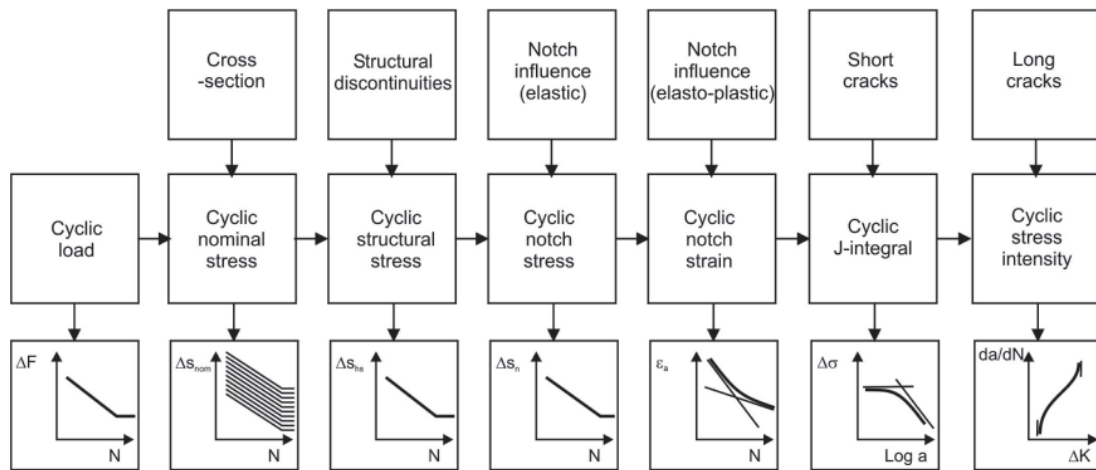 Cross
-section
Structural
discontinuities
Notch
influence
(elastic)
Notch
influence
(elasto-plastic)
Short
cracks
Long
cracks
Cyclic
load
Cyclic
nominal
stress
Cyclic
structural
stress
Cyclic
notch
stress
Cyclic
notch
strain
Cyclic
J-integral
Cyclic
stress
intensity
ΔF
N
Δs_nom
N
Δs_hs
N
Δs_n
N
ε_a
N
Δσ
Log a
da/dN
ΔK